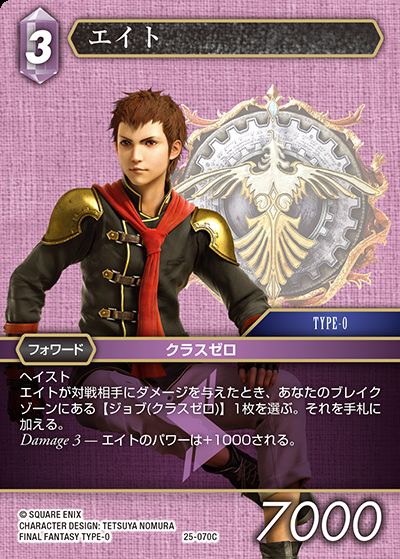 3
エイト
TYPE-0
フォワード
クラスゼロ
ヘイスト
エイトが対戦相手にダメージを与えたとき、あなたのブレイク
ゾーンにある【ジョブ(クラスゼロ)】1枚を選ぶ。それを手札に
加える。
Damage 3 — エイトのパワーは+1000される。
© SQUARE ENIX
CHARACTER DESIGN: TETSUYA NOMURA
FINAL FANTASY TYPE-0
25-070C
7000